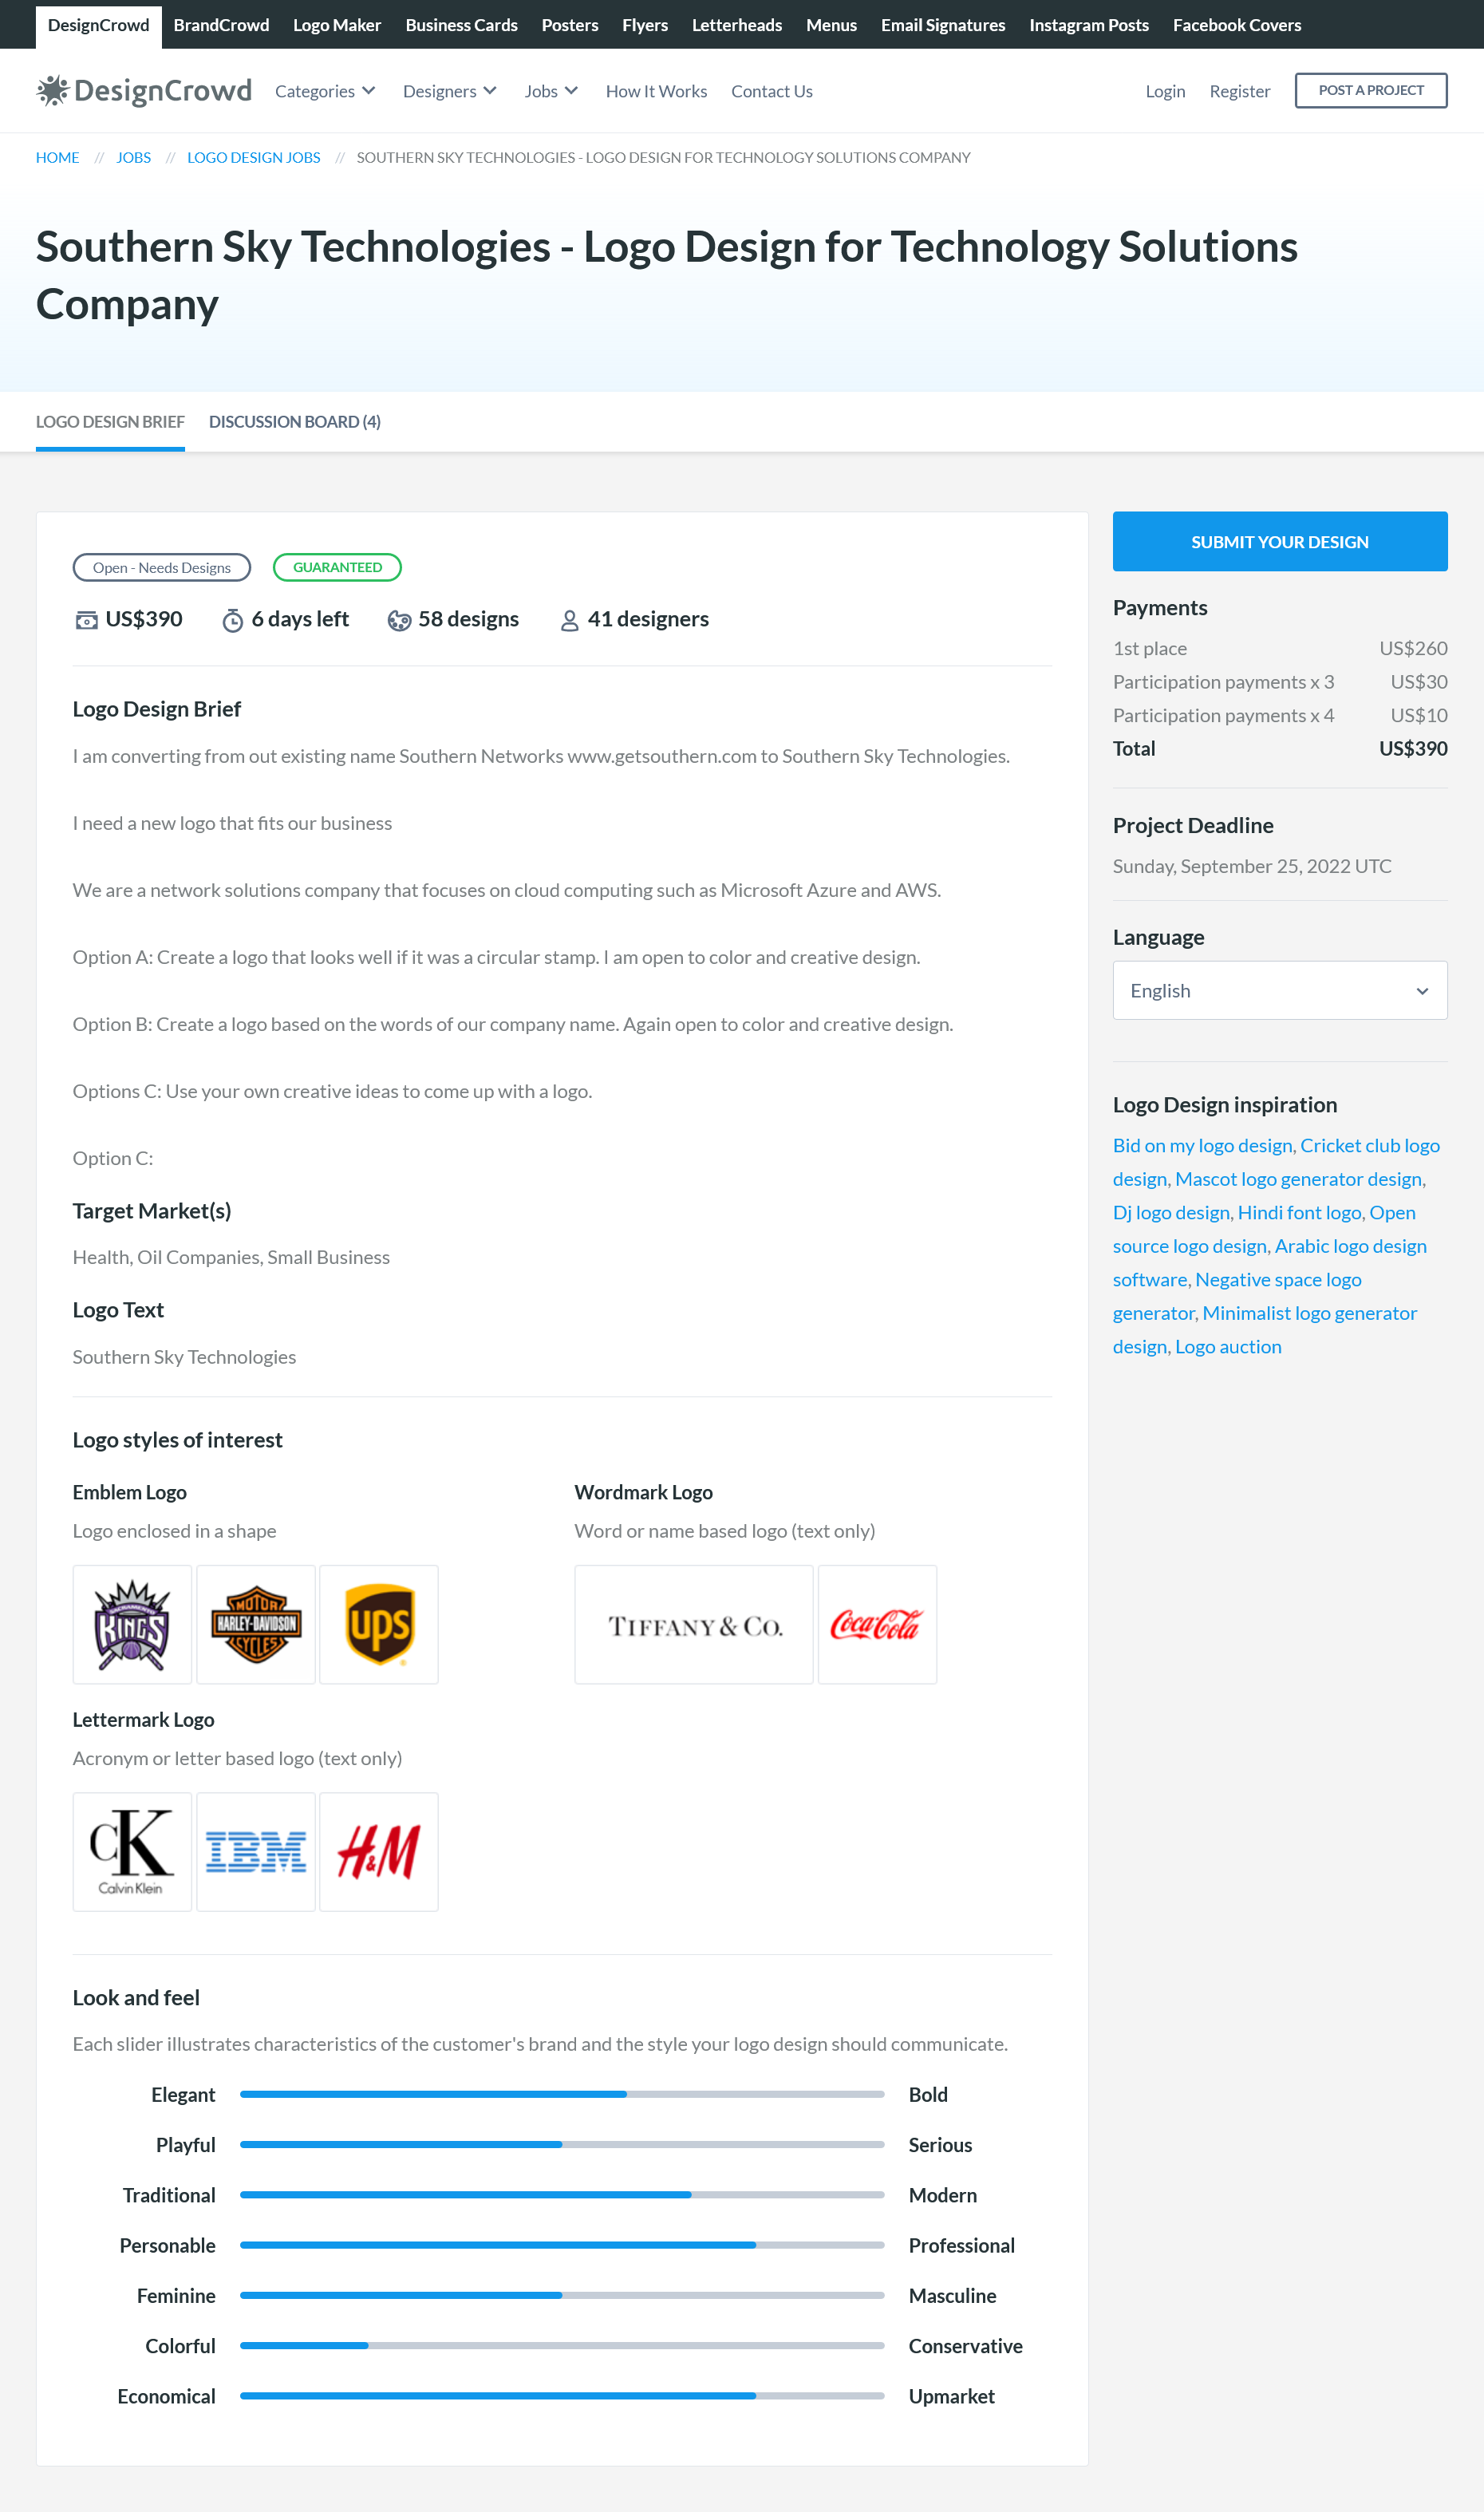 DesignCrowd BrandCrowd Logo Maker Business Cards Posters Flyers Letterheads Menus Email Signatures Instagram Posts Facebook Covers
DesignCrowd Categories Designers Jobs How It Works Contact Us Login Register POST A PROJECT
HOME // JOBS // LOGO DESIGN JOBS // SOUTHERN SKY TECHNOLOGIES - LOGO DESIGN FOR TECHNOLOGY SOLUTIONS COMPANY
Southern Sky Technologies - Logo Design for Technology Solutions
Company
LOGO DESIGN BRIEF DISCUSSION BOARD (4)
Open - Needs Designs GUARANTEED
US$390 6 days left 58 designs 41 designers
Logo Design Brief
I am converting from out existing name Southern Networks www.getsouthern.com to Southern Sky Technologies.
I need a new logo that fits our business
We are a network solutions company that focuses on cloud computing such as Microsoft Azure and AWS.
Option A: Create a logo that looks well if it was a circular stamp. I am open to color and creative design.
Option B: Create a logo based on the words of our company name. Again open to color and creative design.
Options C: Use your own creative ideas to come up with a logo.
Option C:
Target Market(s)
Health, Oil Companies, Small Business
Logo Text
Southern Sky Technologies
Logo styles of interest
Emblem Logo
Logo enclosed in a shape
SACRAMENTO
KINGS
MOTOR
HARLEY-DAVIDSON
CYCLES
ups
Wordmark Logo
Word or name based logo (text only)
TIFFANY & CO.
Coca-Cola
Lettermark Logo
Acronym or letter based logo (text only)
cK
Calvin Klein
IBM
H&M
Look and feel
Each slider illustrates characteristics of the customer's brand and the style your logo design should communicate.
Elegant Bold
Playful Serious
Traditional Modern
Personable Professional
Feminine Masculine
Colorful Conservative
Economical Upmarket
SUBMIT YOUR DESIGN
Payments
1st place US$260
Participation payments x 3 US$30
Participation payments x 4 US$10
Total US$390
Project Deadline
Sunday, September 25, 2022 UTC
Language
English
Logo Design inspiration
Bid on my logo design, Cricket club logo
design, Mascot logo generator design,
Dj logo design, Hindi font logo, Open
source logo design, Arabic logo design
software, Negative space logo
generator, Minimalist logo generator
design, Logo auction